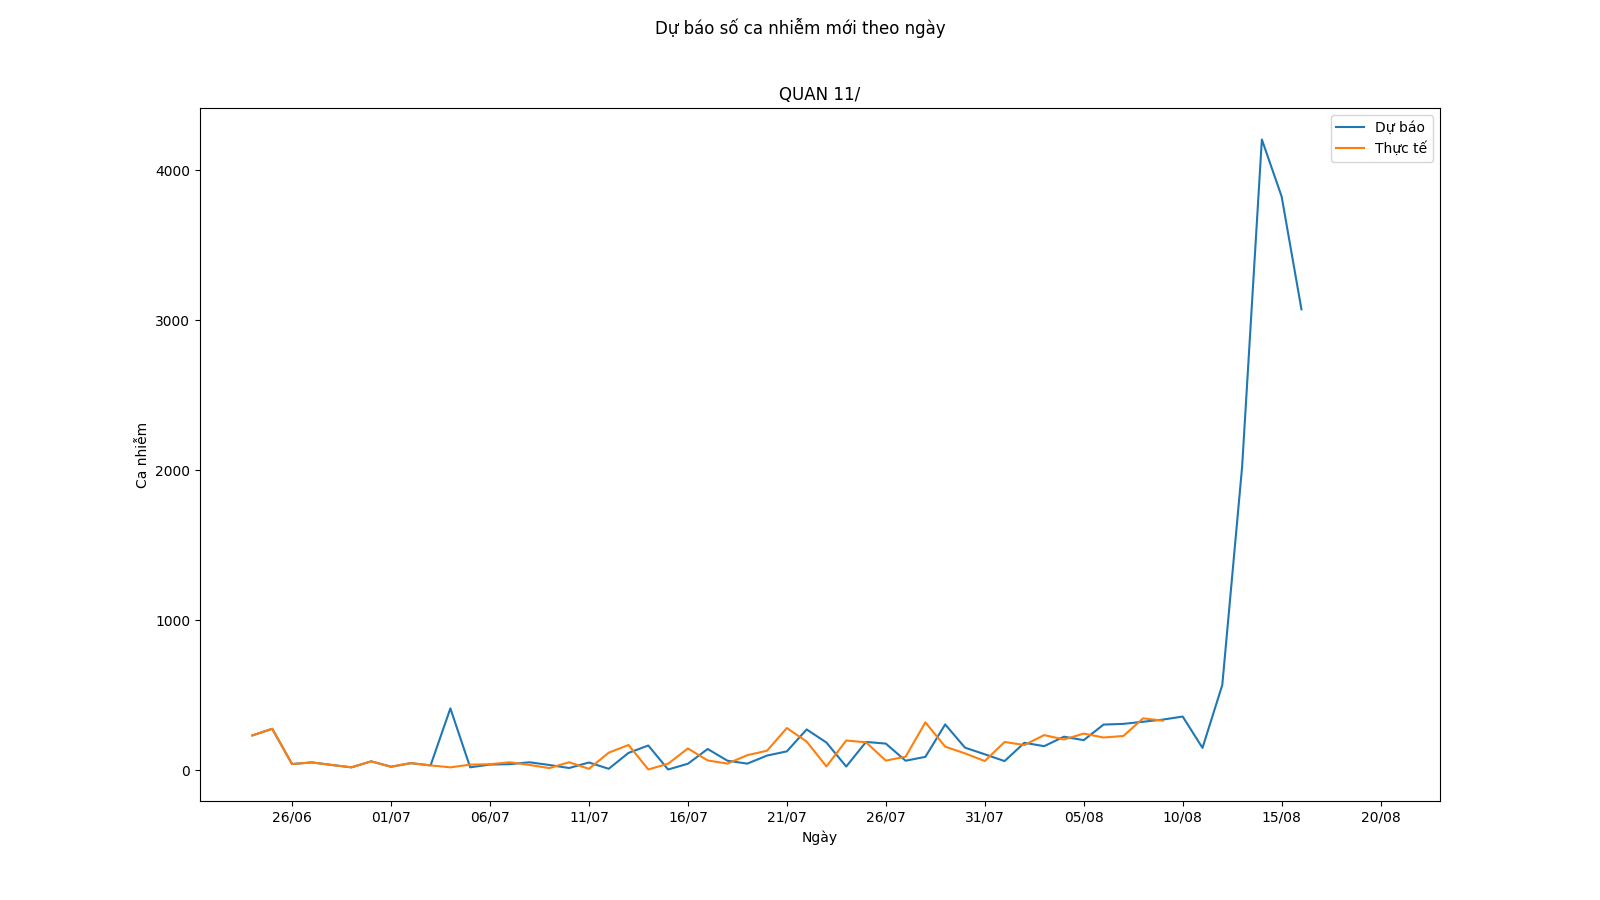 Dự báo số ca nhiễm mới theo ngày
QUAN 11/
Dự báo
Thực tế
4000
3000
2000
1000
0
Ca nhiễm
26/06 01/07 06/07 11/07 16/07 21/07 26/07 31/07 05/08 10/08 15/08 20/08
Ngày